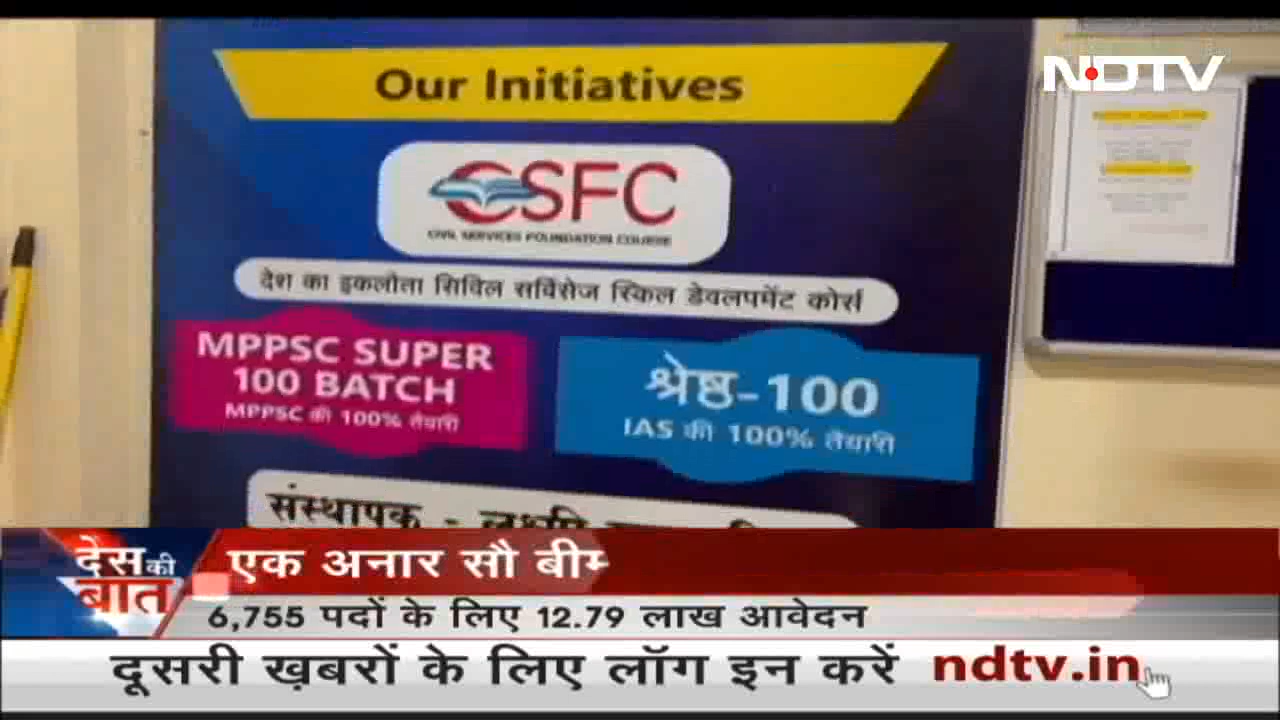 Our Initiatives
NDTV
CSFC
CIVIL SERVICES FOUNDATION COURSE
देश का इकलौता सिविल सर्विसेज स्किल डेवलपमेंट कोर्स
MPPSC SUPER
100 BATCH
MPPSC की 100% तैयारी
श्रेष्ठ-100
IAS की 100% तैयारी
संस्थापक -
देस की
बात
एक अनार सौ बीम
6,755 पदों के लिए 12.79 लाख आवेदन
दूसरी ख़बरों के लिए लॉग इन करें ndtv.in